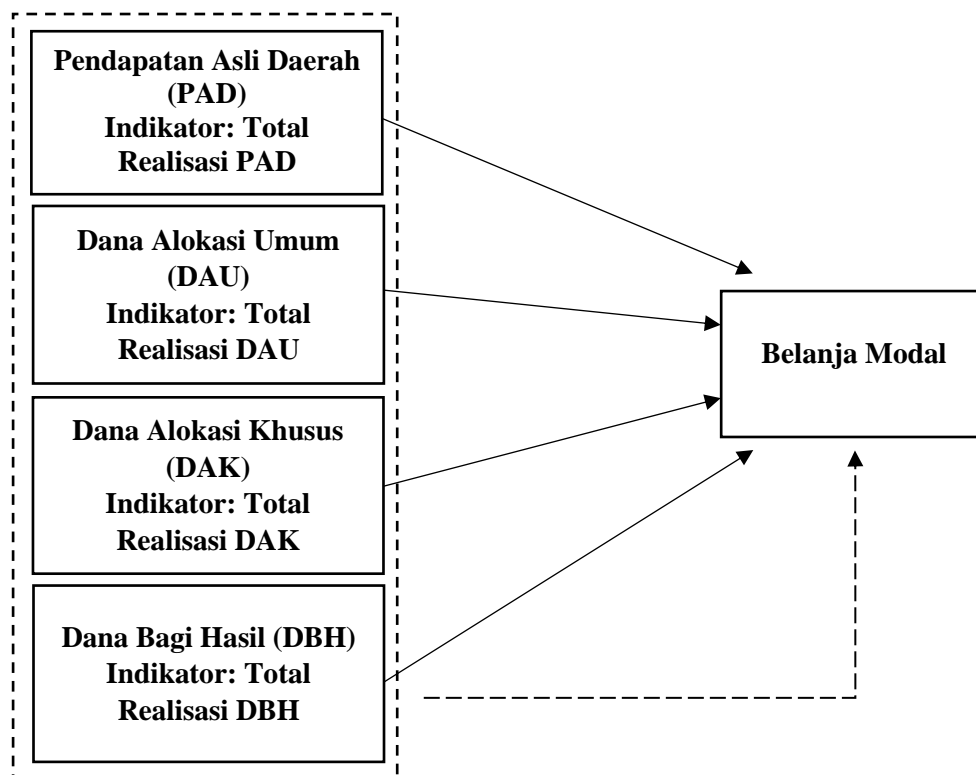 Pendapatan Asli Daerah
(PAD)
Indikator: Total
Realisasi PAD
Dana Alokasi Umum
(DAU)
Indikator: Total
Realisasi DAU
Dana Alokasi Khusus
(DAK)
Indikator: Total
Realisasi DAK
Dana Bagi Hasil (DBH)
Indikator: Total
Realisasi DBH
Belanja Modal